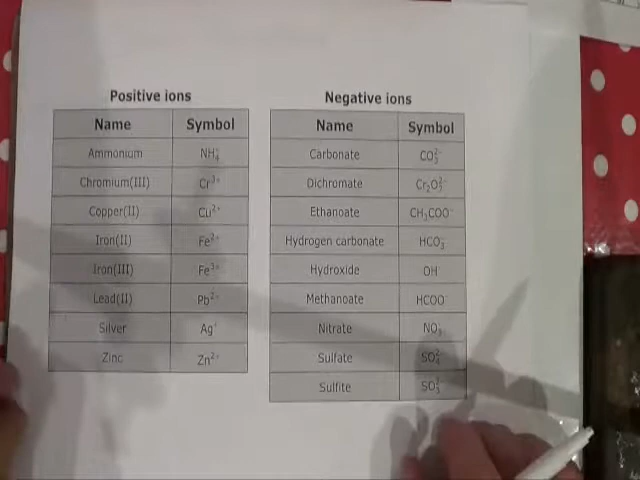 Positive ions
Name Symbol
Ammonium NH₄⁺
Chromium(III) Cr³⁺
Copper(II) Cu²⁺
Iron(II) Fe²⁺
Iron(III) Fe³⁺
Lead(II) Pb²⁺
Silver Ag⁺
Zinc Zn²⁺
Negative ions
Name Symbol
Carbonate CO₃²⁻
Dichromate
Ethanoate CH₃COO⁻
Hydrogen carbonate HCO₃⁻
Hydroxide OH⁻
Methanoate HCOO⁻
Nitrate NO₃⁻
Sulfate SO₄²⁻
Sulfite SO₃²⁻